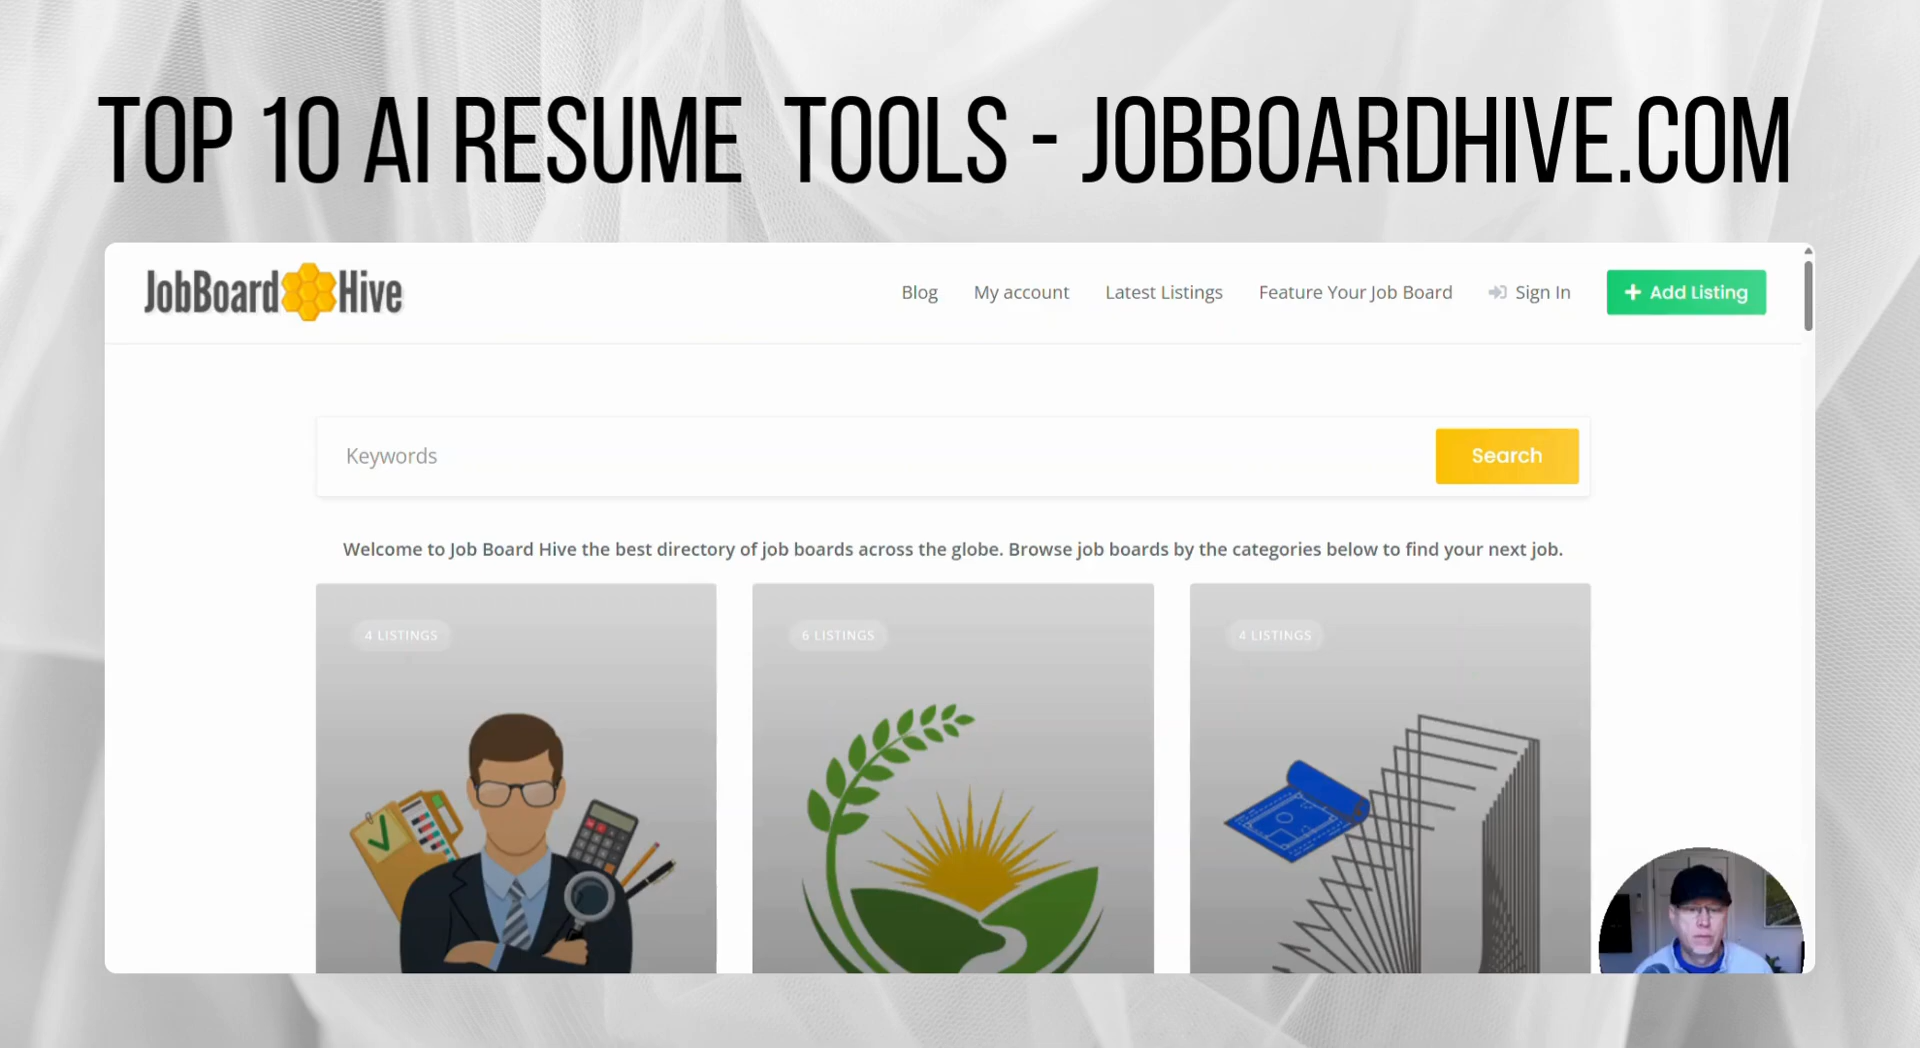 TOP 10 AI RESUME TOOLS - JOBBOARDHIVE.COM
JobBoard Hive
Blog My account Latest Listings Feature Your Job Board Sign In + Add Listing
Keywords Search
Welcome to Job Board Hive the best directory of job boards across the globe. Browse job boards by the categories below to find your next job.
4 LISTINGS 6 LISTINGS 4 LISTINGS